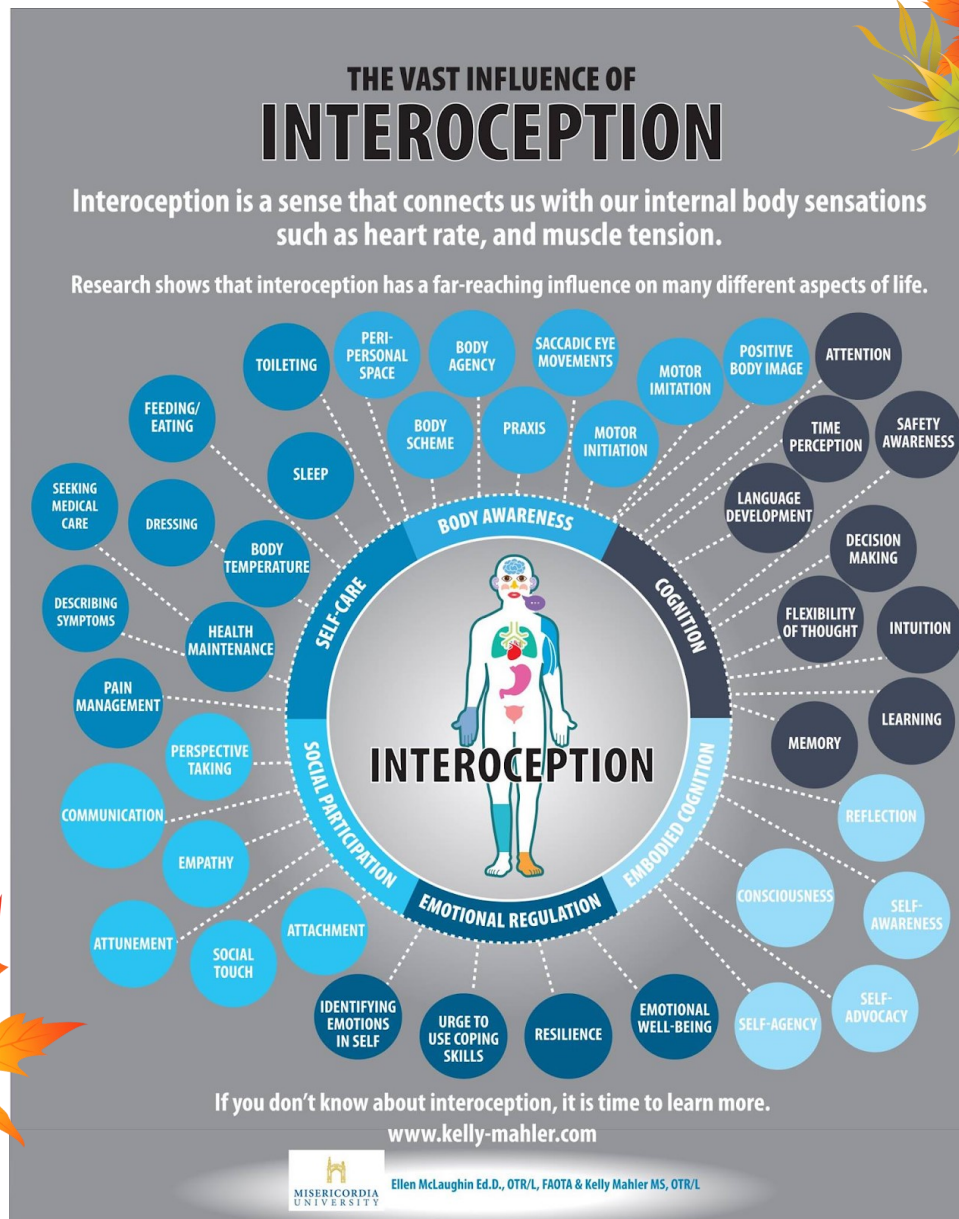 THE VAST INFLUENCE OF
INTEROCEPTION
Interoception is a sense that connects us with our internal body sensations
such as heart rate, and muscle tension.
Research shows that interoception has a far-reaching influence on many different aspects of life.
TOILETING
FEEDING/
EATING
SLEEP
SEEKING
MEDICAL
CARE
DRESSING
BODY
TEMPERATURE
DESCRIBING
SYMPTOMS
HEALTH
MAINTENANCE
PAIN
MANAGEMENT
SELF-CARE
PERI-
PERSONAL
SPACE
BODY
AGENCY
SACCADIC EYE
MOVEMENTS
MOTOR
IMITATION
POSITIVE
BODY IMAGE
BODY
SCHEME
PRAXIS
MOTOR
INITIATION
BODY AWARENESS
ATTENTION
TIME
PERCEPTION
SAFETY
AWARENESS
LANGUAGE
DEVELOPMENT
DECISION
MAKING
FLEXIBILITY
OF THOUGHT
INTUITION
LEARNING
MEMORY
COGNITION
INTEROCEPTION
PERSPECTIVE
TAKING
COMMUNICATION
EMPATHY
ATTUNEMENT
SOCIAL
TOUCH
ATTACHMENT
SOCIAL PARTICIPATION
EMOTIONAL REGULATION
IDENTIFYING
EMOTIONS
IN SELF
URGE TO
USE COPING
SKILLS
RESILIENCE
EMOTIONAL
WELL-BEING
EMBODIED COGNITION
REFLECTION
CONSCIOUSNESS
SELF-
AWARENESS
SELF-
ADVOCACY
SELF-AGENCY
If you don't know about interoception, it is time to learn more.
www.kelly-mahler.com
MISERICORDIA
UNIVERSITY
Ellen McLaughin Ed.D., OTR/L, FAOTA & Kelly Mahler MS, OTR/L